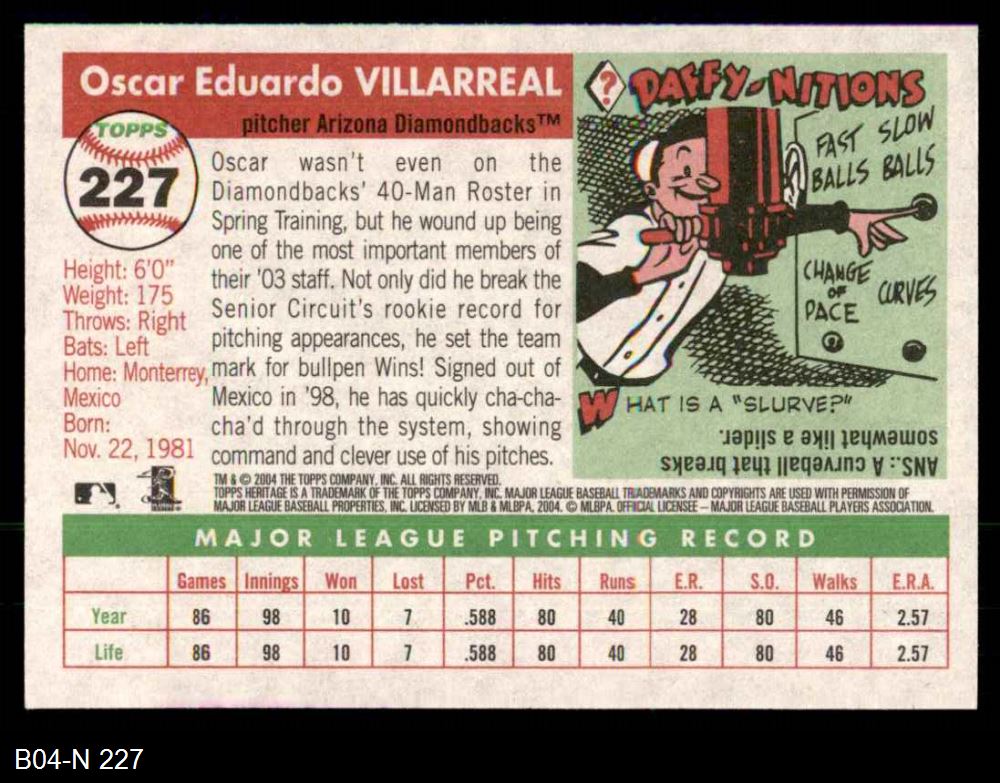 Oscar Eduardo VILLARREAL
pitcher Arizona Diamondbacks™
TOPPS
227
Height: 6'0"
Weight: 175
Throws: Right
Bats: Left
Home: Monterrey,
Mexico
Born:
Nov. 22, 1981
Oscar wasn't even on the
Diamondbacks' 40-Man Roster in
Spring Training, but he wound up being
one of the most important members of
their '03 staff. Not only did he break the
Senior Circuit's rookie record for
pitching appearances, he set the team
mark for bullpen Wins! Signed out of
Mexico in '98, he has quickly cha-cha-
cha'd through the system, showing
command and clever use of his pitches.
?
DAFFY-NITIONS
FAST BALLS
SLOW BALLS
CHANGE
OF
PACE
CURVES
WHAT IS A "SLURVE?"
ANS.: A curveball that breaks
somewhat like a slider.
TM & © 2004 THE TOPPS COMPANY, INC. ALL RIGHTS RESERVED.
TOPPS HERITAGE IS A TRADEMARK OF THE TOPPS COMPANY, INC. MAJOR LEAGUE BASEBALL TRADEMARKS AND COPYRIGHTS ARE USED WITH PERMISSION OF
MAJOR LEAGUE BASEBALL PROPERTIES, INC. LICENSED BY MLB & MLBPA, 2004. © MLBPA. OFFICIAL LICENSEE – MAJOR LEAGUE BASEBALL PLAYERS ASSOCIATION.
MAJOR LEAGUE PITCHING RECORD
Games Innings Won Lost Pct. Hits Runs E.R. S.O. Walks E.R.A.
Year 86 98 10 7 .588 80 40 28 80 46 2.57
Life 86 98 10 7 .588 80 40 28 80 46 2.57
B04-N 227